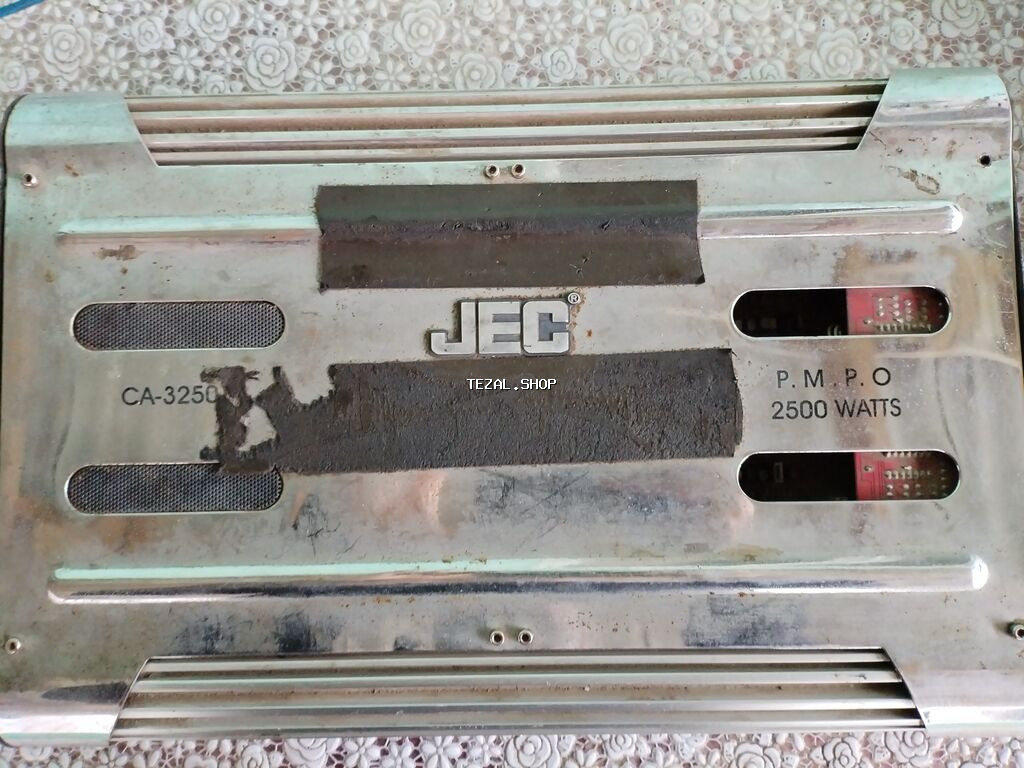 JEC®
TEZAL.SHOP
CA-3250
P.M.P.O
2500 WATTS